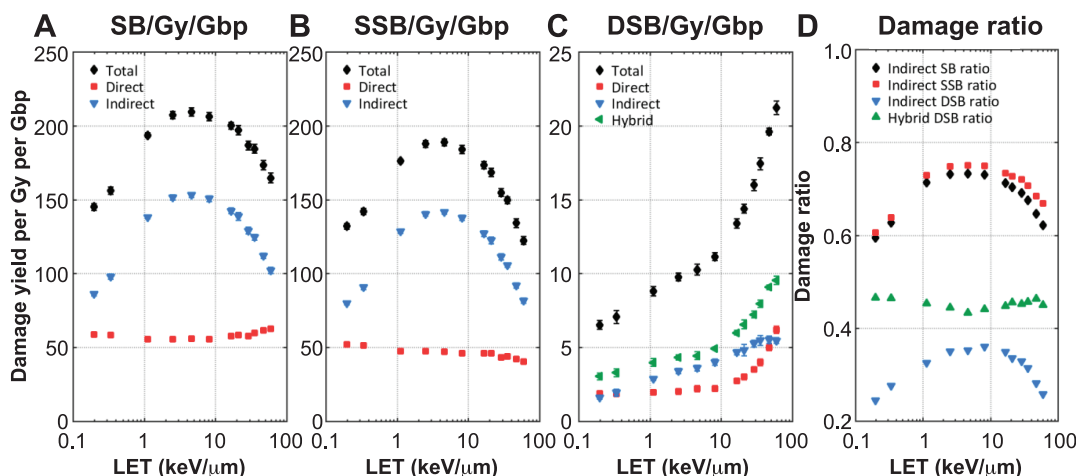 A SB/Gy/Gbp
B SSB/Gy/Gbp
C DSB/Gy/Gbp
D Damage ratio
Damage yield per Gy per Gbp
250
200
150
100
50
0
Total
Direct
Indirect
0.1 1 10 100
LET (keV/μm)
250
200
150
100
50
0
Total
Direct
Indirect
0.1 1 10 100
LET (keV/μm)
25
20
15
10
5
0
Total
Direct
Indirect
Hybrid
0.1 1 10 100
LET (keV/μm)
Damage ratio
1.0
0.8
0.6
0.4
0.2
Indirect SB ratio
Indirect SSB ratio
Indirect DSB ratio
Hybrid DSB ratio
0.1 1 10 100
LET (keV/μm)